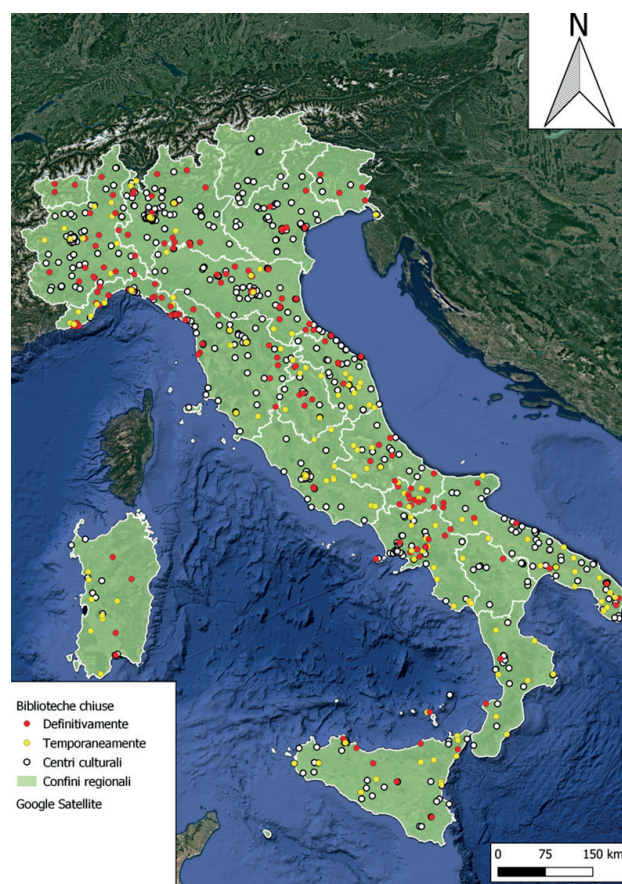 N
Biblioteche chiuse
Definitivamente
Temporaneamente
Centri culturali
Confini regionali
Google Satellite
0 75 150 km